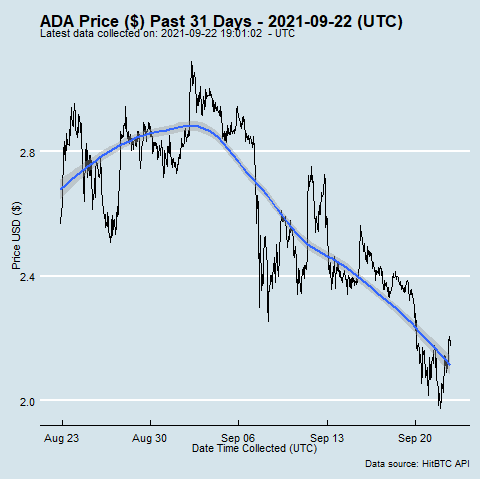 ADA Price ($) Past 31 Days - 2021-09-22 (UTC)
Latest data collected on: 2021-09-22 19:01:02 - UTC
2.8
2.4
2.0
Price USD ($)
Aug 23 Aug 30 Sep 06 Sep 13 Sep 20
Date Time Collected (UTC)
Data source: HitBTC API